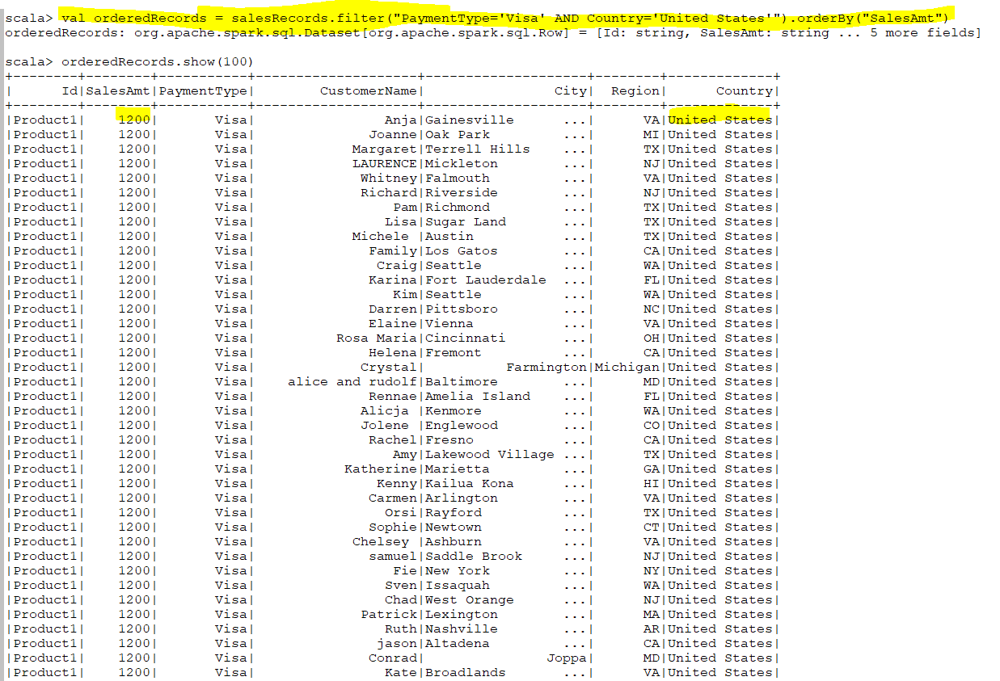 scala> val orderedRecords = salesRecords.filter("PaymentType='Visa' AND Country='United States'").orderBy("SalesAmt")
orderedRecords: org.apache.spark.sql.Dataset[org.apache.spark.sql.Row] = [Id: string, SalesAmt: string ... 5 more fields]
scala> orderedRecords.show(100)
+---------+--------+-----------+--------------------+--------------------+--------+-------------+
|       Id|SalesAmt|PaymentType|        CustomerName|                City|  Region|      Country|
+---------+--------+-----------+--------------------+--------------------+--------+-------------+
|Product1|    1200|       Visa|                Anja|Gainesville      ...|      VA|United States|
|Product1|    1200|       Visa|              Joanne|Oak Park         ...|      MI|United States|
|Product1|    1200|       Visa|            Margaret|Terrell Hills    ...|      TX|United States|
|Product1|    1200|       Visa|            LAURENCE|Mickleton        ...|      NJ|United States|
|Product1|    1200|       Visa|             Whitney|Falmouth         ...|      VA|United States|
|Product1|    1200|       Visa|             Richard|Riverside        ...|      NJ|United States|
|Product1|    1200|       Visa|                 Pam|Richmond         ...|      TX|United States|
|Product1|    1200|       Visa|                Lisa|Sugar Land       ...|      TX|United States|
|Product1|    1200|       Visa|            Michele |Austin           ...|      TX|United States|
|Product1|    1200|       Visa|              Family|Los Gatos        ...|      CA|United States|
|Product1|    1200|       Visa|               Craig|Seattle          ...|      WA|United States|
|Product1|    1200|       Visa|              Karina|Fort Lauderdale  ...|      FL|United States|
|Product1|    1200|       Visa|                 Kim|Seattle          ...|      WA|United States|
|Product1|    1200|       Visa|              Darren|Pittsboro        ...|      NC|United States|
|Product1|    1200|       Visa|              Elaine|Vienna           ...|      VA|United States|
|Product1|    1200|       Visa|          Rosa Maria|Cincinnati       ...|      OH|United States|
|Product1|    1200|       Visa|              Helena|Fremont          ...|      CA|United States|
|Product1|    1200|       Visa|             Crystal|          Farmington|Michigan|United States|
|Product1|    1200|       Visa|    alice and rudolf|Baltimore        ...|      MD|United States|
|Product1|    1200|       Visa|              Rennae|Amelia Island    ...|      FL|United States|
|Product1|    1200|       Visa|             Alicja |Kenmore          ...|      WA|United States|
|Product1|    1200|       Visa|             Jolene |Englewood        ...|      CO|United States|
|Product1|    1200|       Visa|              Rachel|Fresno           ...|      CA|United States|
|Product1|    1200|       Visa|                 Amy|Lakewood Village ...|      TX|United States|
|Product1|    1200|       Visa|           Katherine|Marietta         ...|      GA|United States|
|Product1|    1200|       Visa|               Kenny|Kailua Kona      ...|      HI|United States|
|Product1|    1200|       Visa|              Carmen|Arlington        ...|      VA|United States|
|Product1|    1200|       Visa|                Orsi|Rayford          ...|      TX|United States|
|Product1|    1200|       Visa|              Sophie|Newtown          ...|      CT|United States|
|Product1|    1200|       Visa|            Chelsey |Ashburn          ...|      VA|United States|
|Product1|    1200|       Visa|              samuel|Saddle Brook     ...|      NJ|United States|
|Product1|    1200|       Visa|                 Fie|New York         ...|      NY|United States|
|Product1|    1200|       Visa|                Sven|Issaquah         ...|      WA|United States|
|Product1|    1200|       Visa|                Chad|West Orange      ...|      NJ|United States|
|Product1|    1200|       Visa|             Patrick|Lexington        ...|      MA|United States|
|Product1|    1200|       Visa|                Ruth|Nashville        ...|      AR|United States|
|Product1|    1200|       Visa|               jason|Altadena         ...|      CA|United States|
|Product1|    1200|       Visa|              Conrad|               Joppa|      MD|United States|
|Product1|    1200|       Visa|                Kate|Broadlands       ...|      VA|United States|